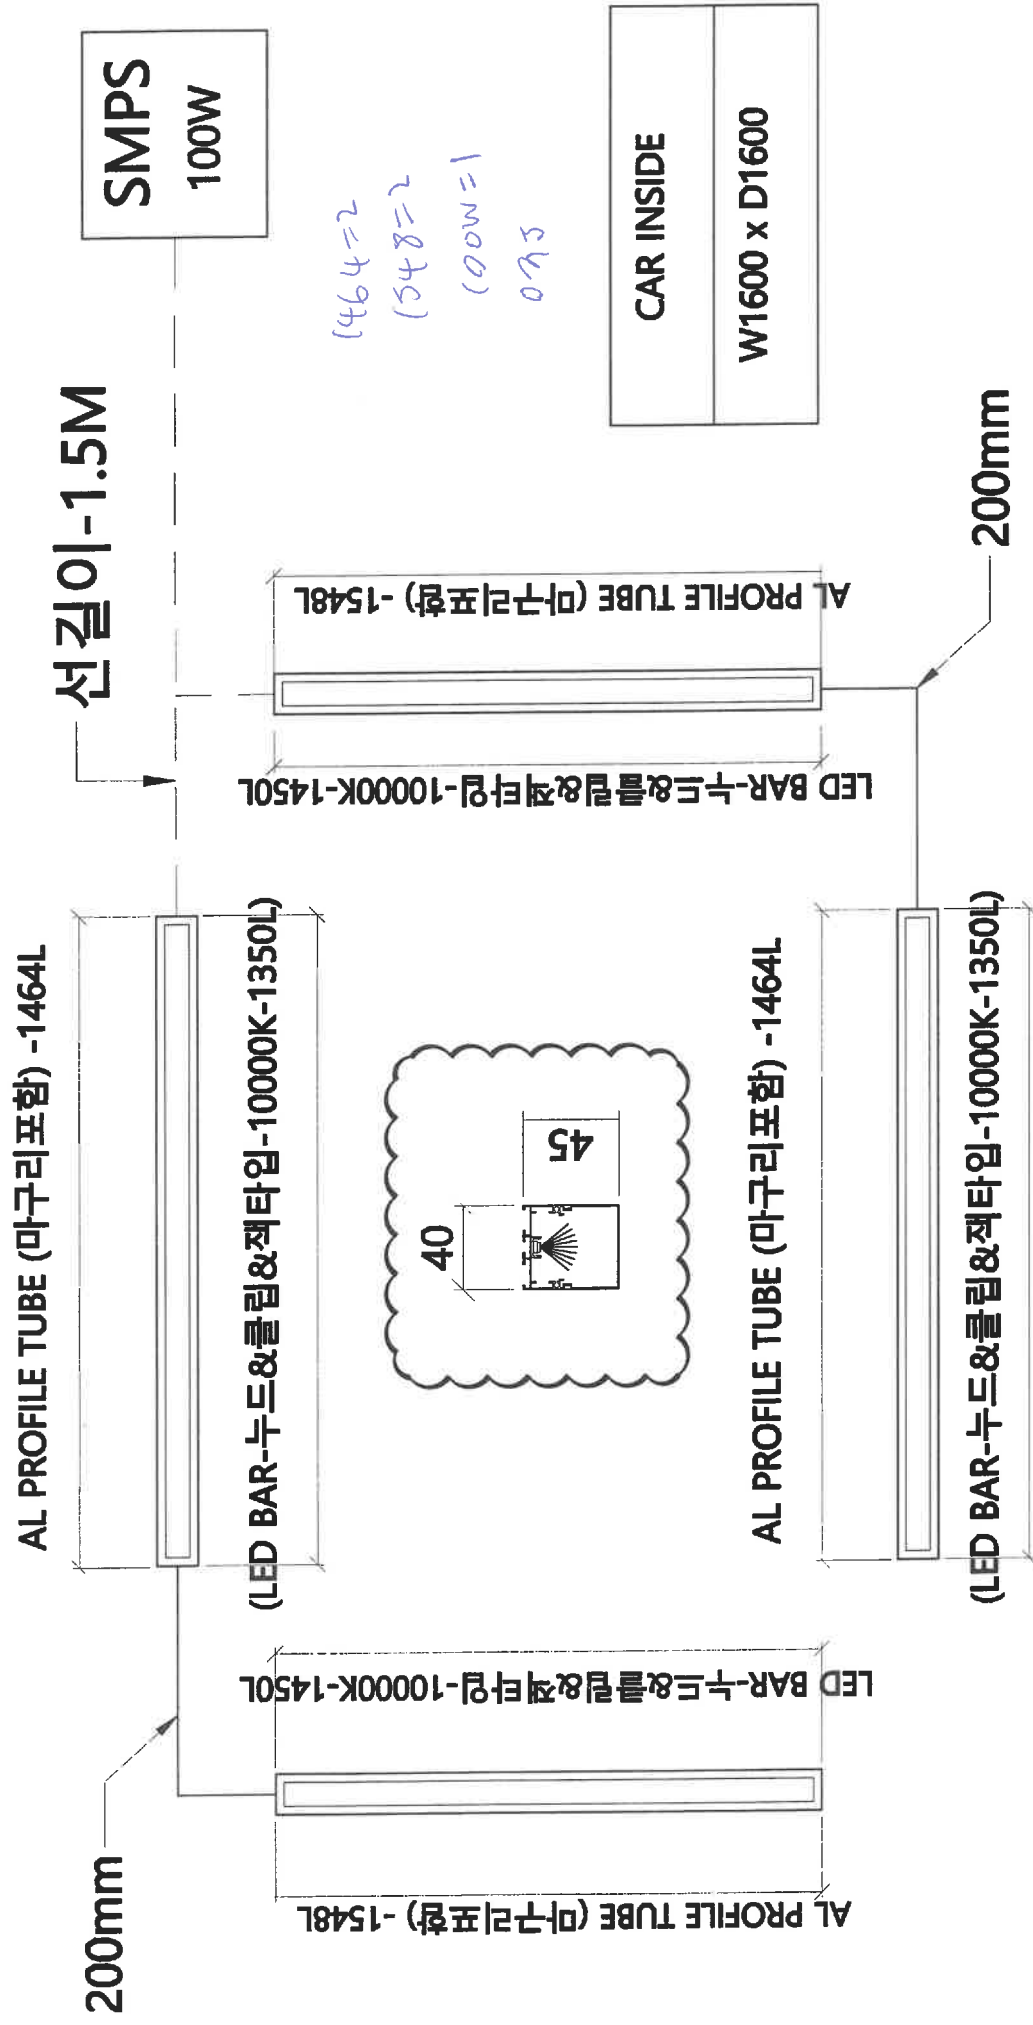 200mm
선길이-1.5M
SMPS
100W
AL PROFILE TUBE (마구리포함) -1464L
(LED BAR-누드&클립&잭타입-10000K-1350L)
1464=2
1548=2
100W=1
AL PROFILE TUBE (마구리포함) -1548L
LED BAR-누드&클립&잭타입-10000K-1450L
40
45
LED BAR-누드&클립&잭타입-10000K-1450L
AL PROFILE TUBE (마구리포함) -1548L
CAR INSIDE
W1600 x D1600
AL PROFILE TUBE (마구리포함) -1464L
(LED BAR-누드&클립&잭타입-10000K-1350L)
200mm